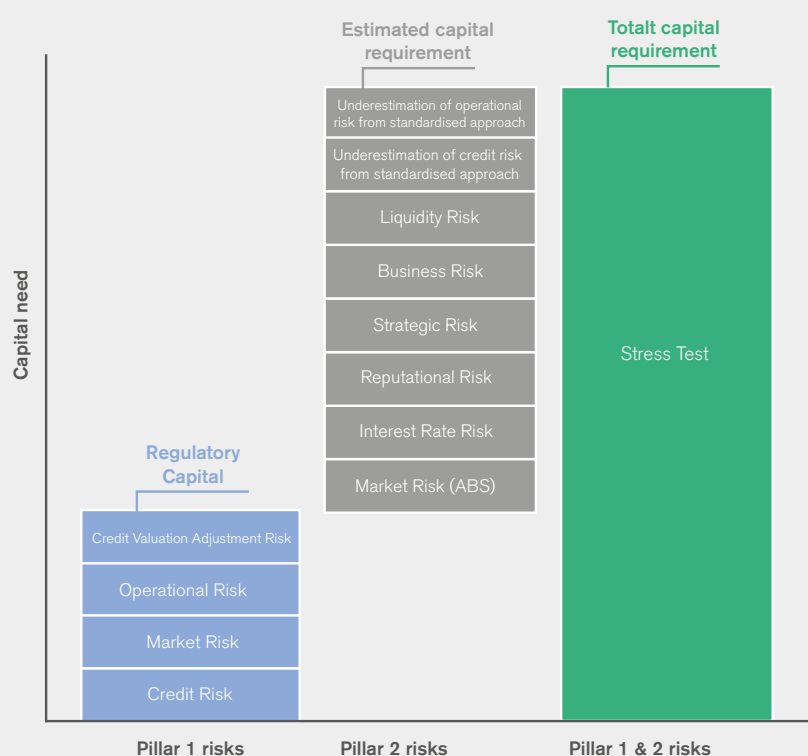 Estimated capital
requirement
Totalt capital
requirement
Underestimation of operational
risk from standardised approach
Underestimation of credit risk
from standardised approach
Liquidity Risk
Business Risk
Strategic Risk
Reputational Risk
Interest Rate Risk
Market Risk (ABS)
Stress Test
Capital need
Regulatory
Capital
Credit Valuation Adjustment Risk
Operational Risk
Market Risk
Credit Risk
Pillar 1 risks
Pillar 2 risks
Pillar 1 & 2 risks